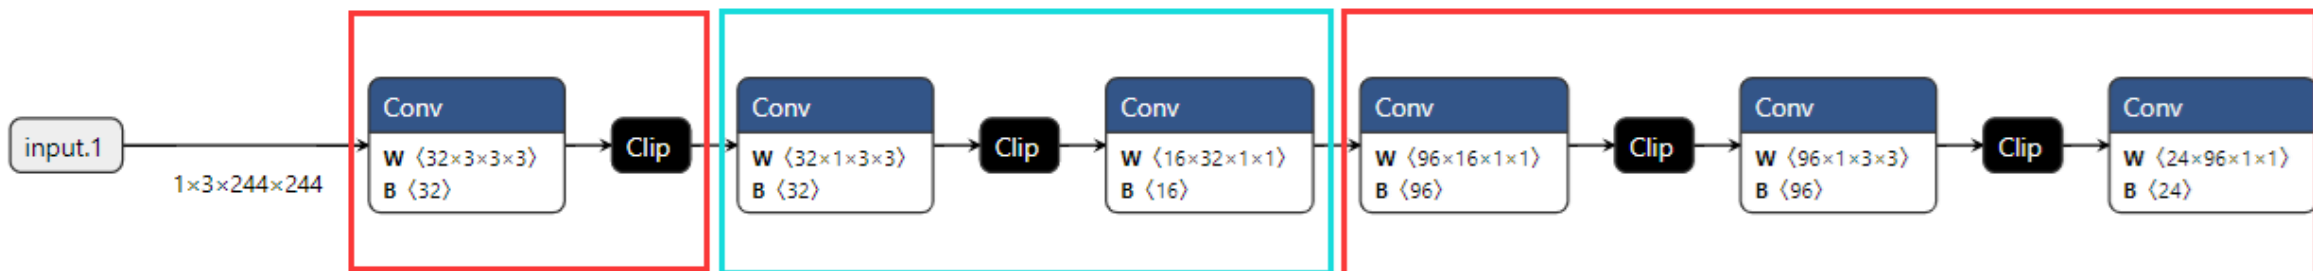 input.1
1×3×244×244
Conv
W ⟨32×3×3×3⟩
B ⟨32⟩
Clip
Conv
W ⟨32×1×3×3⟩
B ⟨32⟩
Clip
Conv
W ⟨16×32×1×1⟩
B ⟨16⟩
Conv
W ⟨96×16×1×1⟩
B ⟨96⟩
Clip
Conv
W ⟨96×1×3×3⟩
B ⟨96⟩
Clip
Conv
W ⟨24×96×1×1⟩
B ⟨24⟩